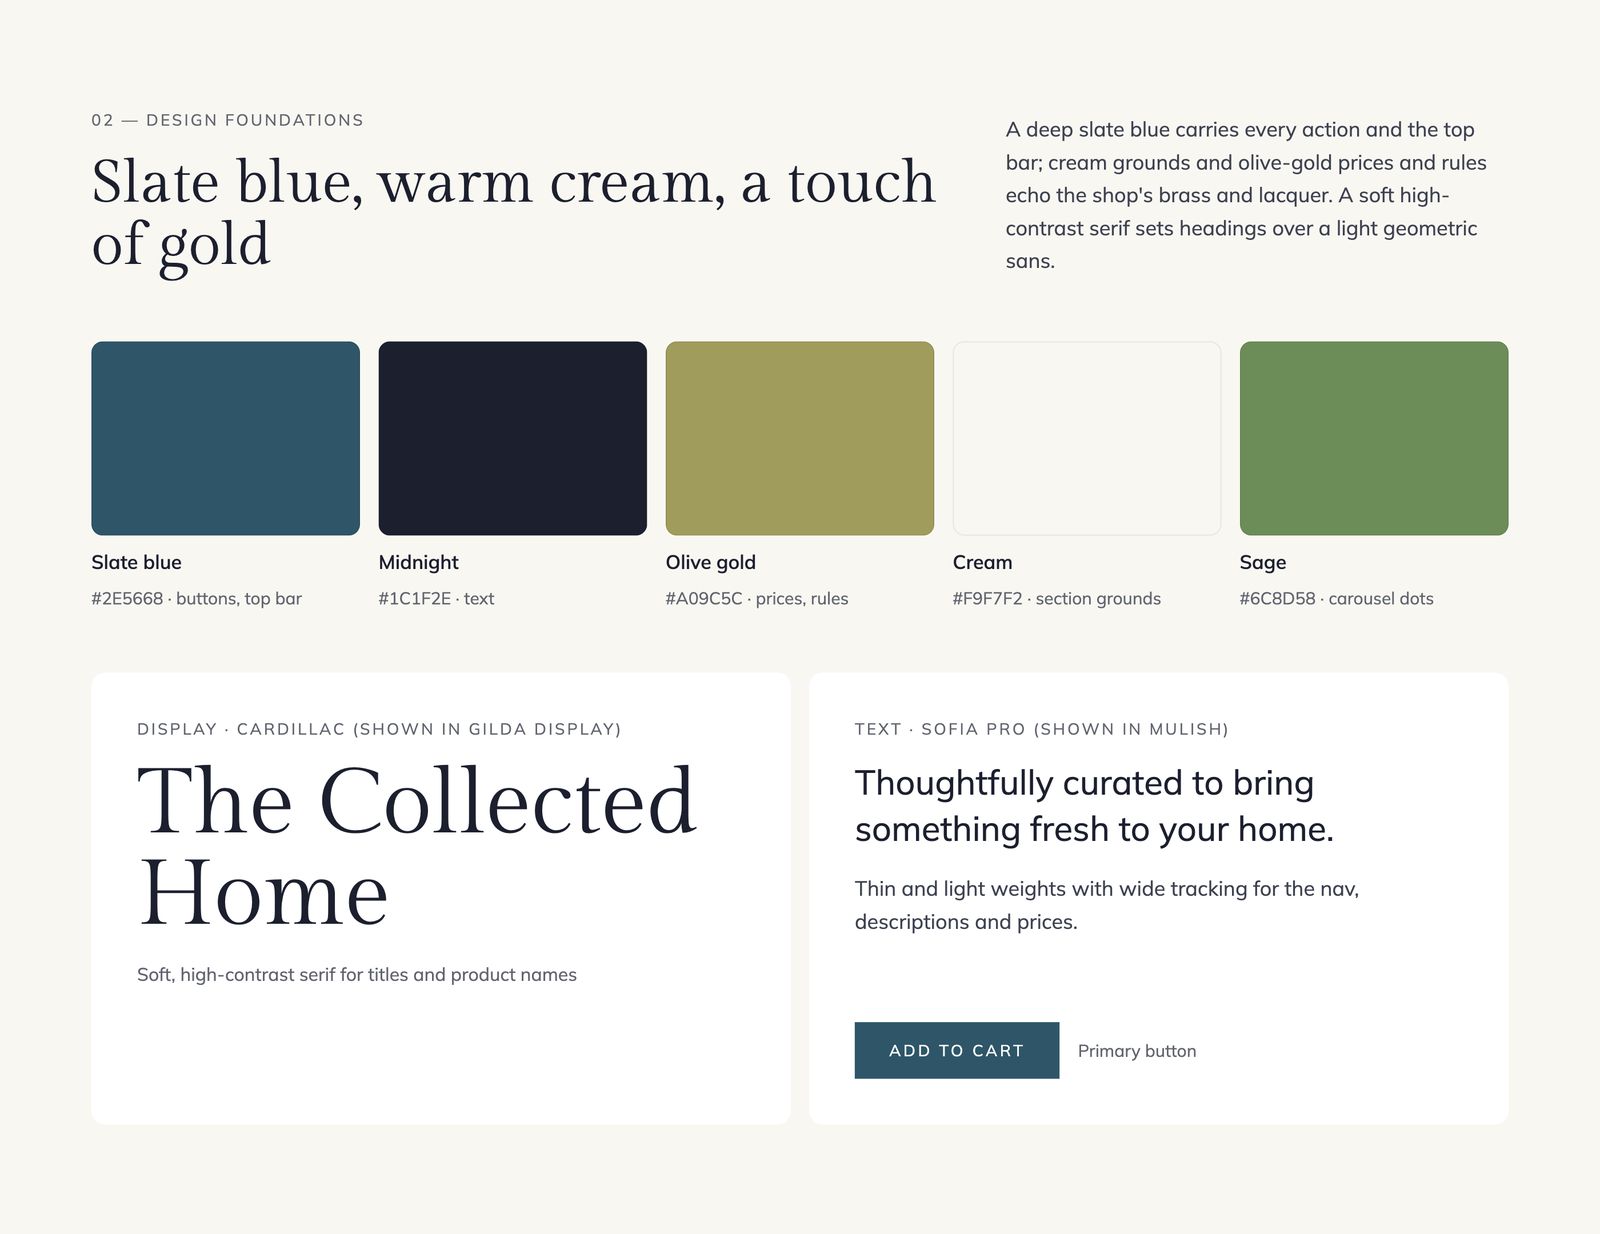 02 — DESIGN FOUNDATIONS
Slate blue, warm cream, a touch
of gold
A deep slate blue carries every action and the top
bar; cream grounds and olive-gold prices and rules
echo the shop's brass and lacquer. A soft high-
contrast serif sets headings over a light geometric
sans.
Slate blue
#2E5668 · buttons, top bar
Midnight
#1C1F2E · text
Olive gold
#A09C5C · prices, rules
Cream
#F9F7F2 · section grounds
Sage
#6C8D58 · carousel dots
DISPLAY · CARDILLAC (SHOWN IN GILDA DISPLAY)
The Collected
Home
Soft, high-contrast serif for titles and product names
TEXT · SOFIA PRO (SHOWN IN MULISH)
Thoughtfully curated to bring
something fresh to your home.
Thin and light weights with wide tracking for the nav,
descriptions and prices.
ADD TO CART
Primary button